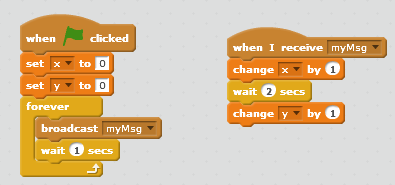 when clicked
set x to 0
set y to 0
forever
broadcast myMsg
wait 1 secs
when I receive myMsg
change x by 1
wait 2 secs
change y by 1